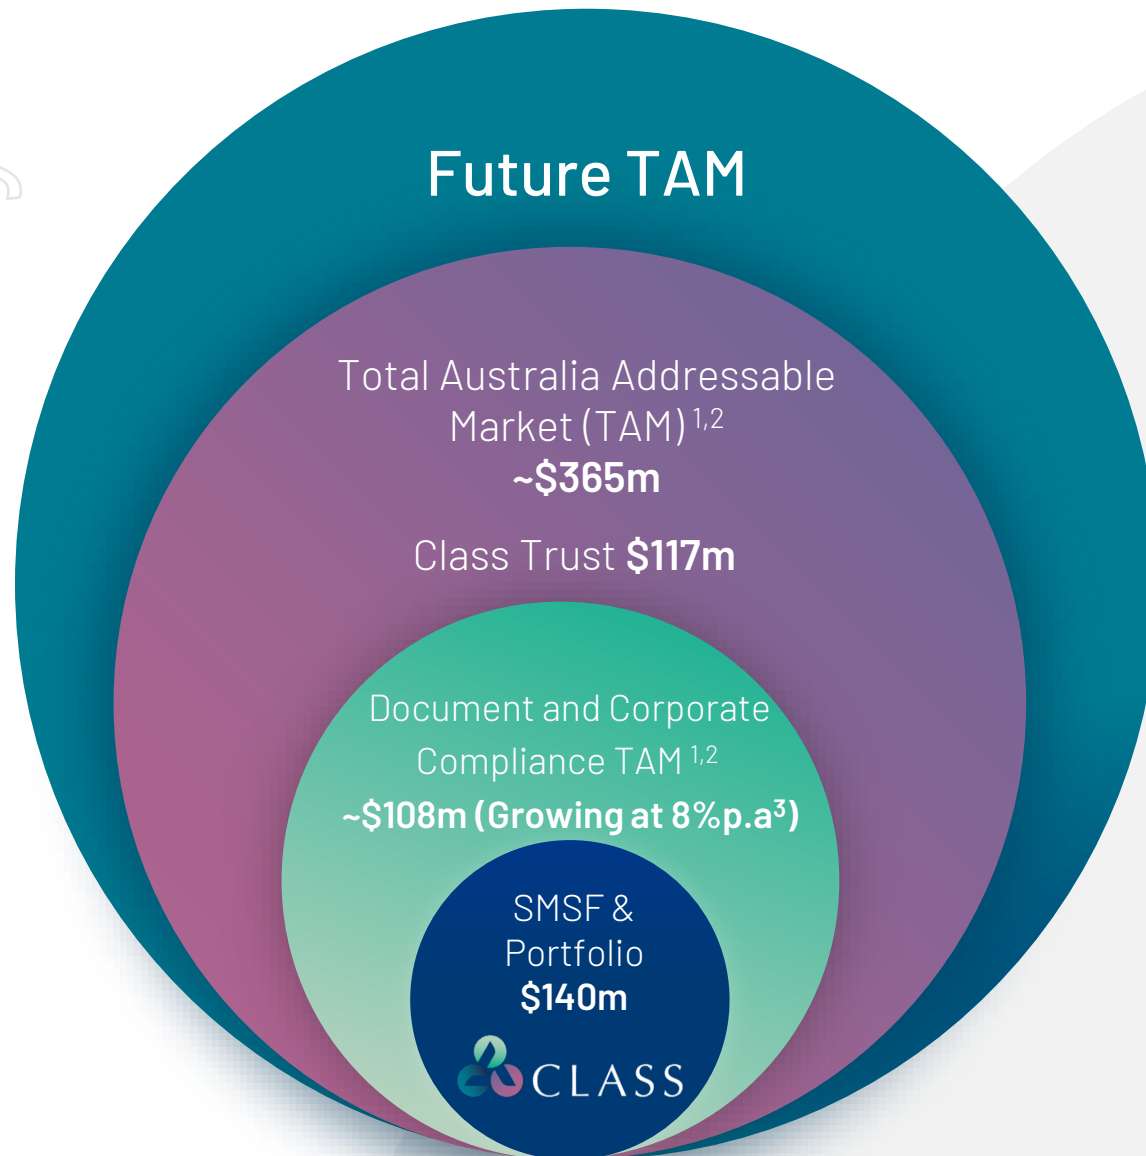 Future TAM
Total Australia Addressable
Market (TAM) 1,2
~$365m
Class Trust $117m
Document and Corporate
Compliance TAM 1,2
~$108m (Growing at 8%p.a3)
SMSF &
Portfolio
$140m
CLASS